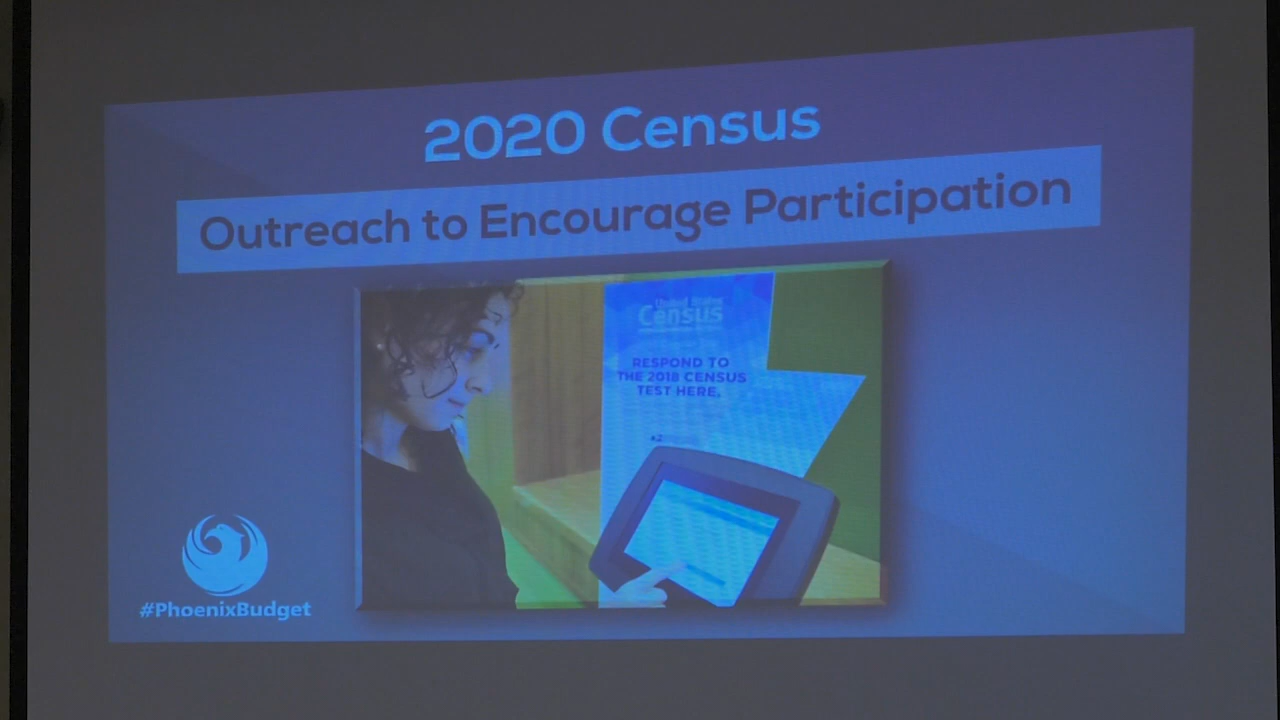 2020 Census
Outreach to Encourage Participation
United States
Census
RESPOND TO
THE 2018 CENSUS
TEST HERE.
#PhoenixBudget